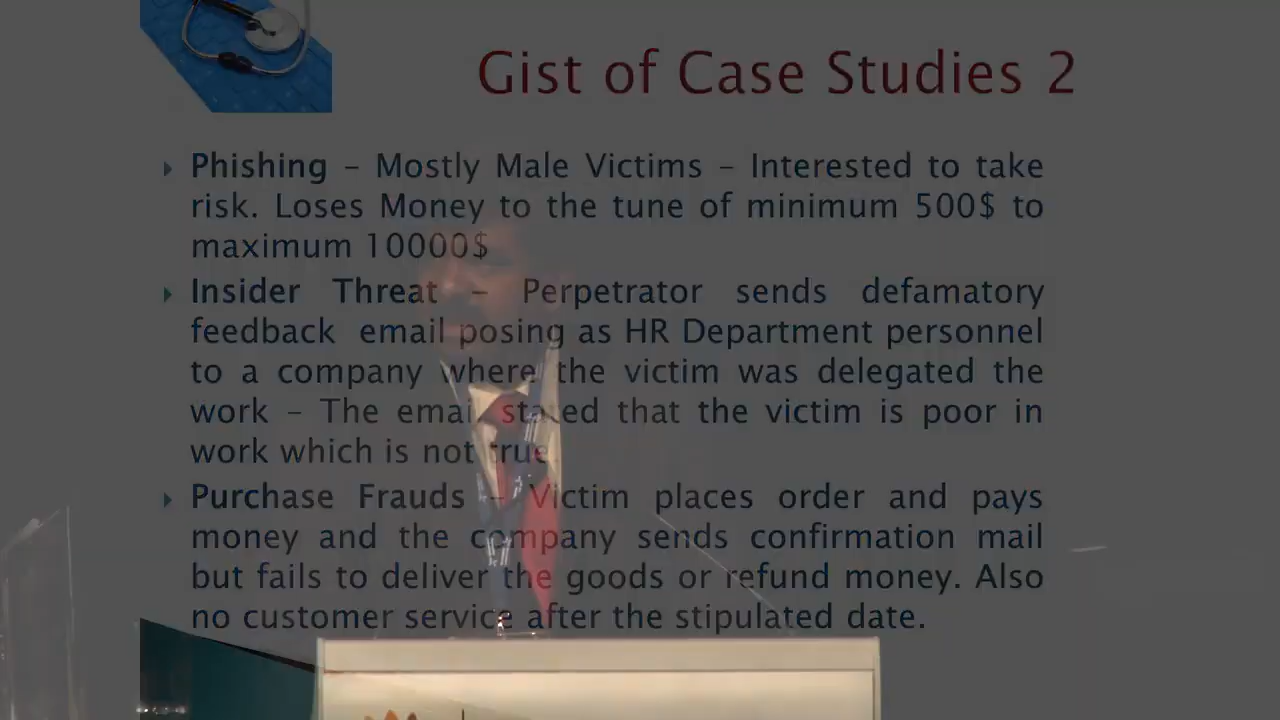 Gist of Case Studies 2
Phishing – Mostly Male Victims – Interested to take
risk. Loses Money to the tune of minimum 500$ to
maximum 10000$
Insider Threat – Perpetrator sends defamatory
feedback email posing as HR Department personnel
to a company where the victim was delegated the
work – The email stated that the victim is poor in
work which is not true.
Purchase Frauds – Victim places order and pays
money and the company sends confirmation mail
but fails to deliver the goods or refund money. Also
no customer service after the stipulated date.